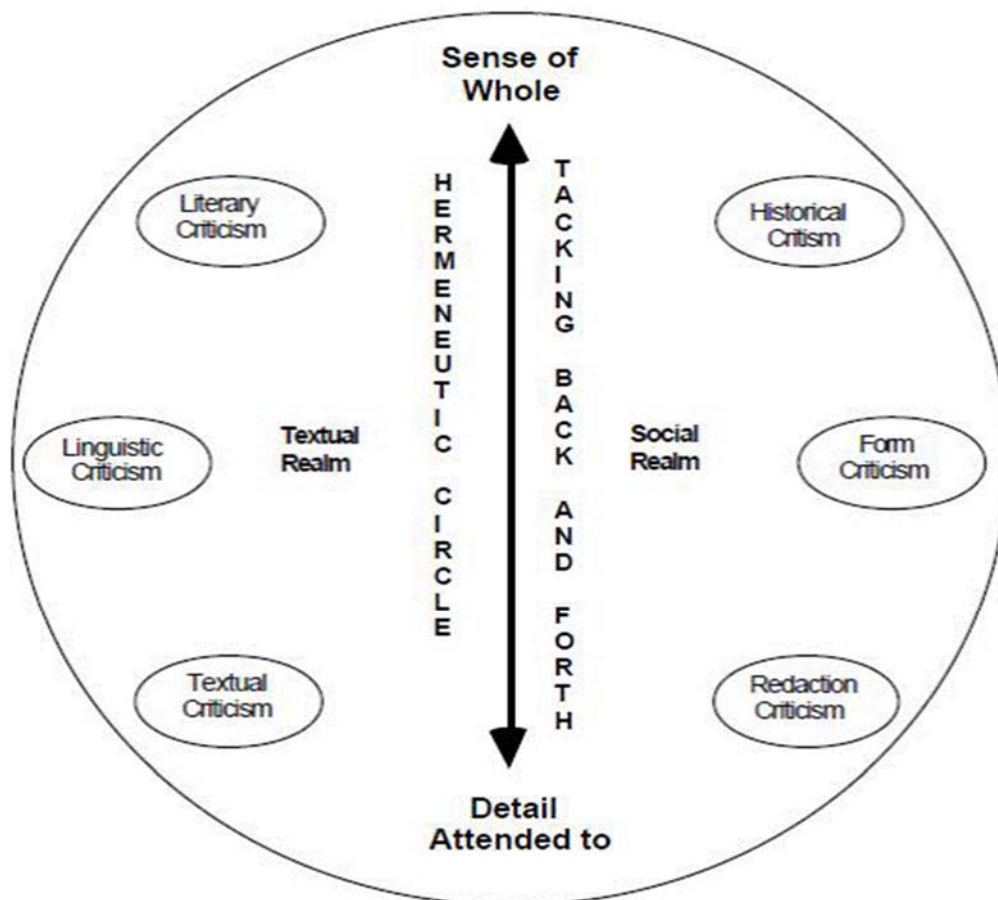 Sense of
Whole
HERMENEUTIC CIRCLE
TACKING BACK AND FORTH
Literary
Criticism
Historical
Critism
Linguistic
Criticism
Textual
Realm
Social
Realm
Form
Criticism
Textual
Criticism
Redaction
Criticism
Detail
Attended to